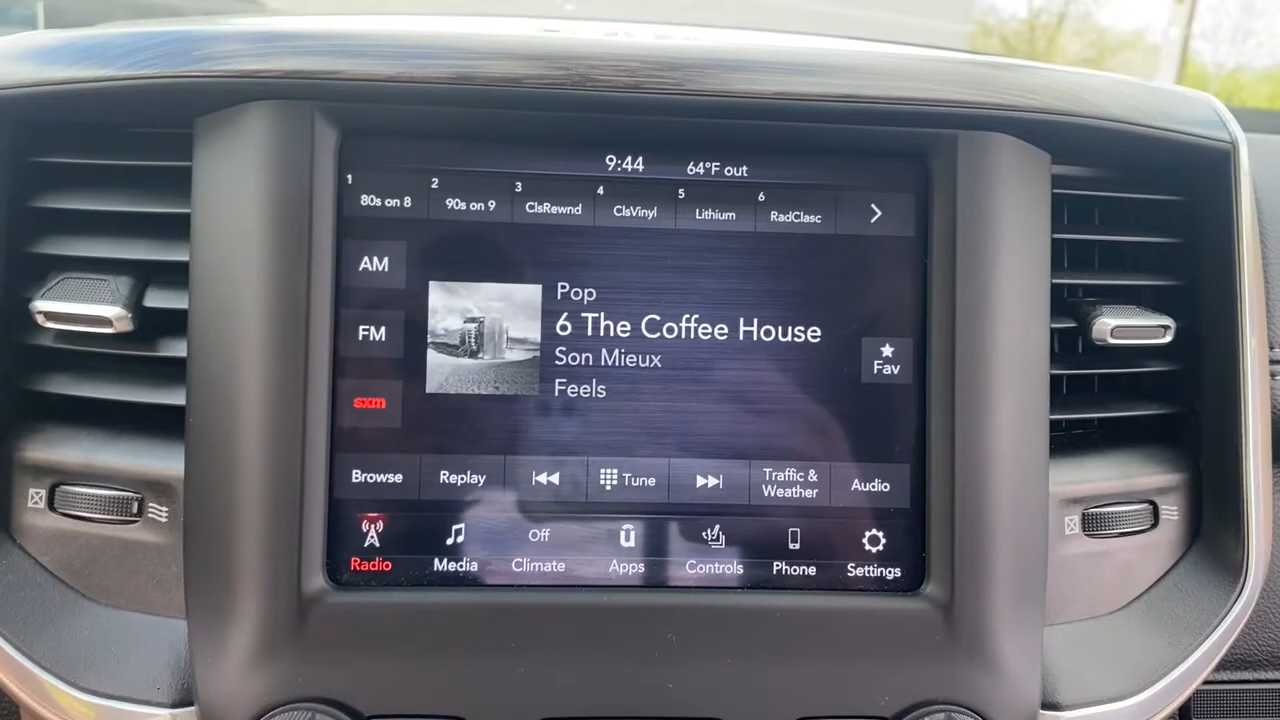 9:44 64°F out
1 80s on 8 2 90s on 9 3 ClsRewnd 4 ClsVinyl 5 Lithium 6 RadClasc
AM
FM
sxm
Pop
6 The Coffee House
Son Mieux
Feels
Fav
Browse Replay Tune Traffic & Weather Audio
Radio Media Off Climate Apps Controls Phone Settings